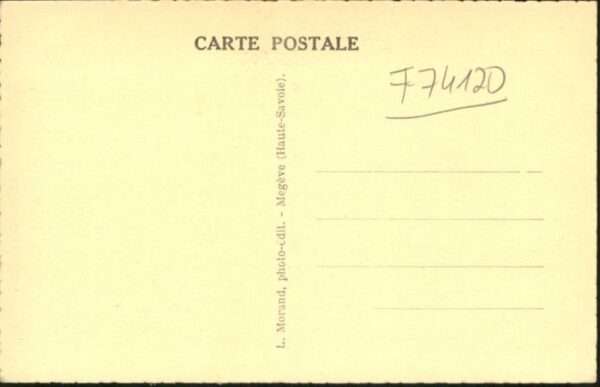 CARTE POSTALE
F74120
L. Morand, photo-édit. - Megève (Haute-Savoie).